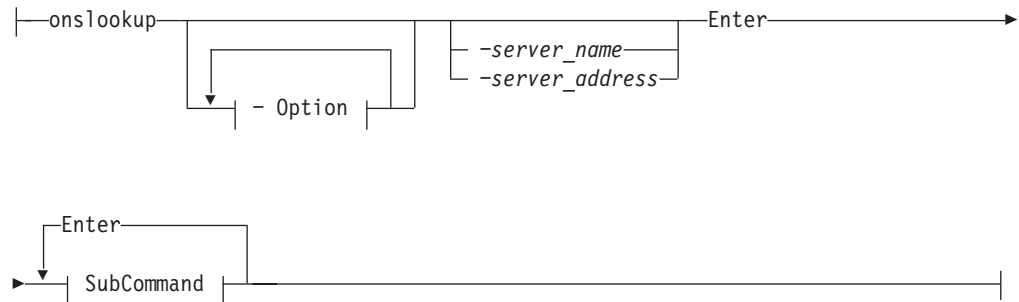 onslookup Enter
–server_name
–server_address
– Option
Enter
SubCommand